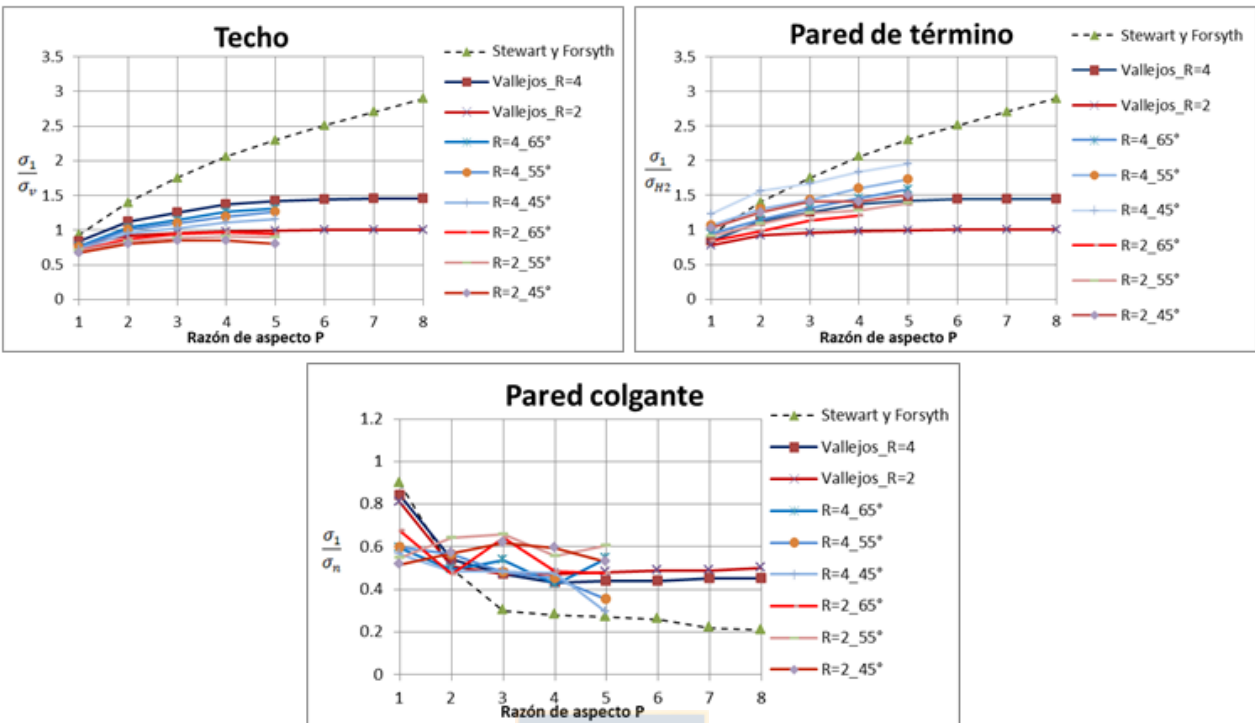 Techo
3.5
3
2.5
2
1.5
1
0.5
0
σ₁
σᵥ
1 2 3 4 5 6 7 8
Razón de aspecto P
Stewart y Forsyth
Vallejos_R=4
Vallejos_R=2
R=4_65°
R=4_55°
R=4_45°
R=2_65°
R=2_55°
R=2_45°
Pared de término
3.5
3
2.5
2
1.5
1
0.5
0
σ₁
σH2
1 2 3 4 5 6 7 8
Razón de aspecto P
Stewart y Forsyth
Vallejos_R=4
Vallejos_R=2
R=4_65°
R=4_55°
R=4_45°
R=2_65°
R=2_55°
R=2_45°
Pared colgante
1.2
1
0.8
0.6
0.4
0.2
0
σ₁
σₙ
1 2 3 4 5 6 7 8
Razón de aspecto P
Stewart y Forsyth
Vallejos_R=4
Vallejos_R=2
R=4_65°
R=4_55°
R=4_45°
R=2_65°
R=2_55°
R=2_45°